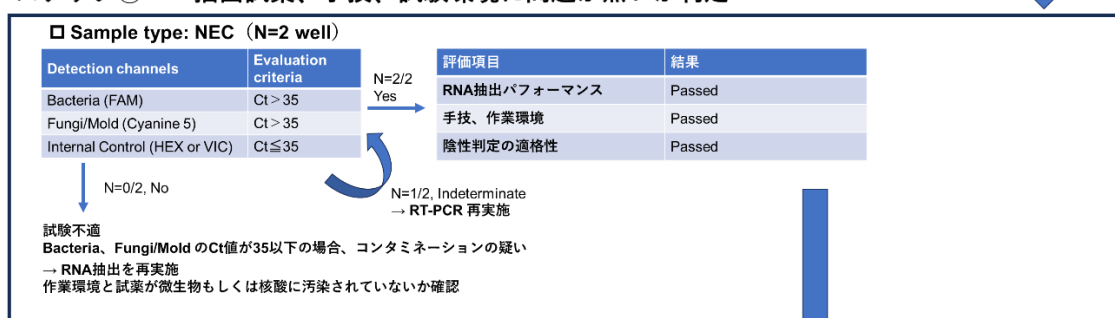 □ Sample type: NEC（N=2 well）
Detection channels
Evaluation criteria
Bacteria (FAM)
Ct＞35
Fungi/Mold (Cyanine 5)
Ct＞35
Internal Control (HEX or VIC)
Ct≦35
N=2/2
Yes
評価項目
結果
RNA抽出パフォーマンス
Passed
手技、作業環境
Passed
陰性判定の適格性
Passed
N=0/2, No
N=1/2, Indeterminate
→ RT-PCR 再実施
試験不適
Bacteria、Fungi/Mold のCt値が35以下の場合、コンタミネーションの疑い
→ RNA抽出を再実施
作業環境と試薬が微生物もしくは核酸に汚染されていないか確認